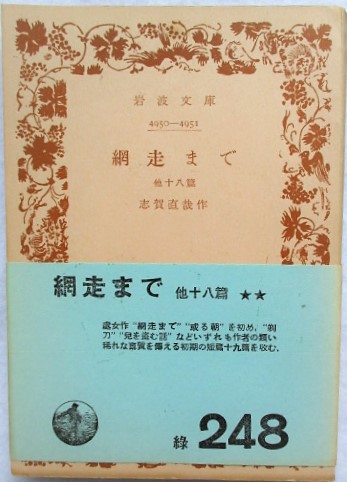 岩波文庫
4950—4951
網走まで
他十八篇
志賀直哉作
網走まで 他十八篇 ★★
處女作“網走まで”“或る朝”を初め、“剃
刀”“兒を盗む話”などいずれも作者の類い
稀れな資質を傳える初期の短篇十九篇を收む。
綠 248